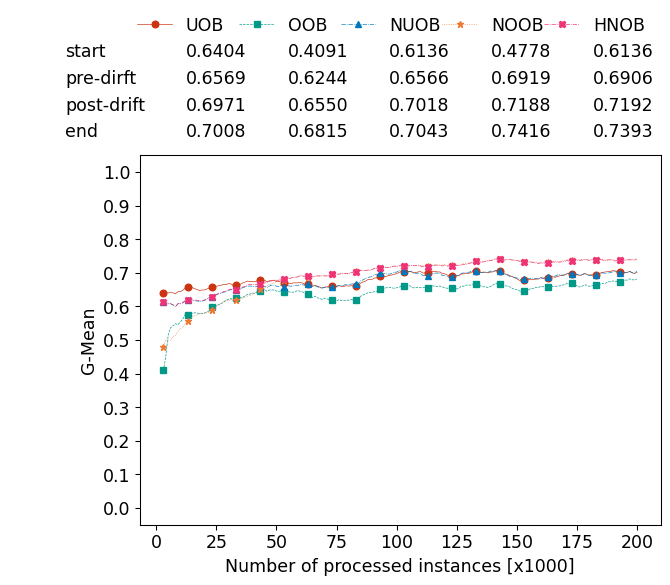 UOB OOB NUOB NOOB HNOB
start 0.6404 0.4091 0.6136 0.4778 0.6136
pre-dirft 0.6569 0.6244 0.6566 0.6919 0.6906
post-drift 0.6971 0.6550 0.7018 0.7188 0.7192
end 0.7008 0.6815 0.7043 0.7416 0.7393
1.0
0.9
0.8
0.7
0.6
0.5
0.4
0.3
0.2
0.1
0.0
G-Mean
0 25 50 75 100 125 150 175 200
Number of processed instances [x1000]